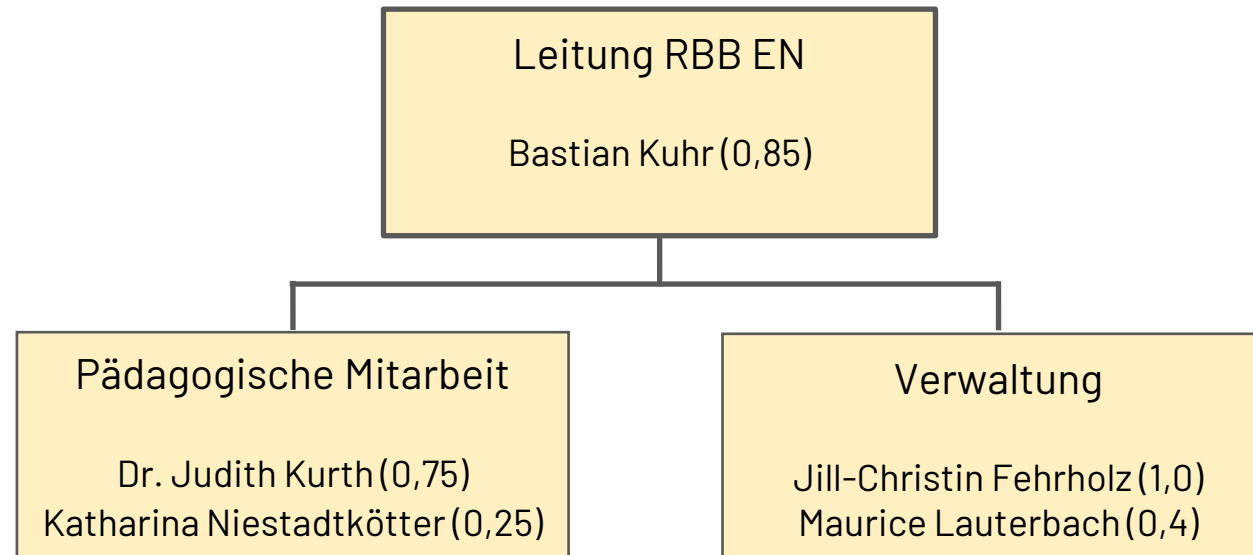 Leitung RBB EN
Bastian Kuhr (0,85)
Pädagogische Mitarbeit
Dr. Judith Kurth (0,75)
Katharina Niestadtkötter (0,25)
Verwaltung
Jill-Christin Fehrholz (1,0)
Maurice Lauterbach (0,4)